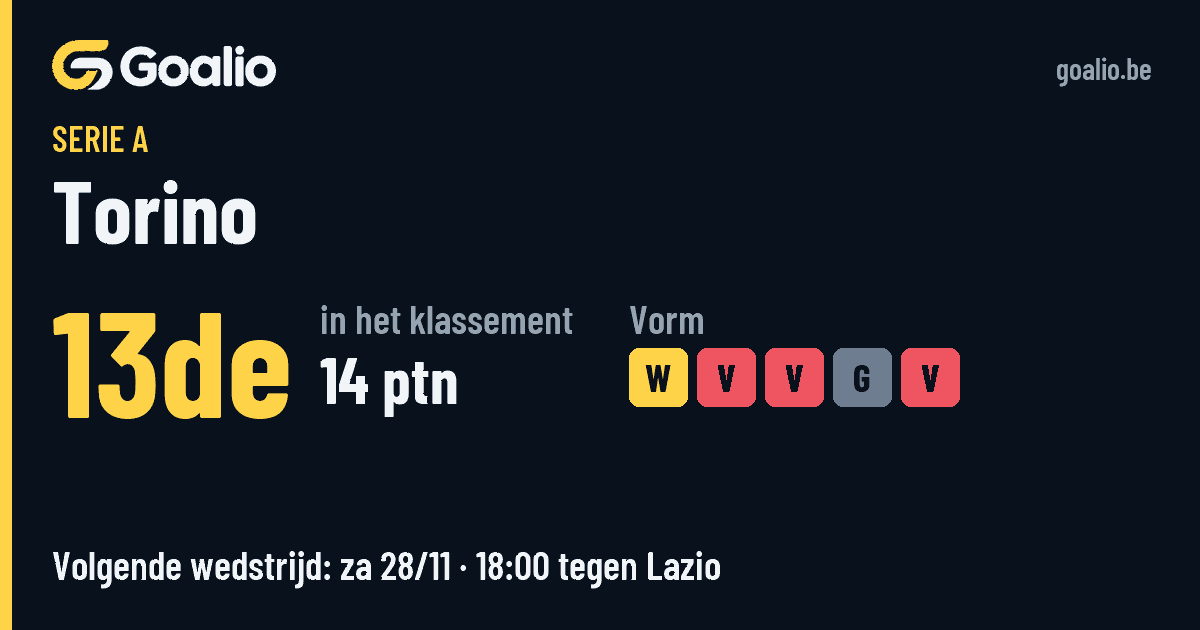 Goalio
goalio.be
SERIE A
Torino
13de
in het klassement
14 ptn
Vorm
W V V G V
Volgende wedstrijd: za 28/11 · 18:00 tegen Lazio